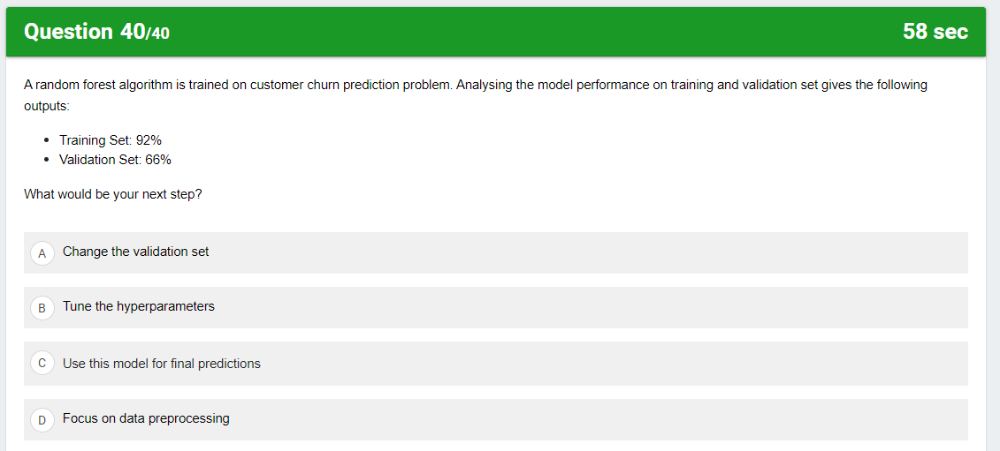 Question 40/40
58 sec
A random forest algorithm is trained on customer churn prediction problem. Analysing the model performance on training and validation set gives the following
outputs:
• Training Set: 92%
• Validation Set: 66%
What would be your next step?
A Change the validation set
B Tune the hyperparameters
C Use this model for final predictions
D Focus on data preprocessing